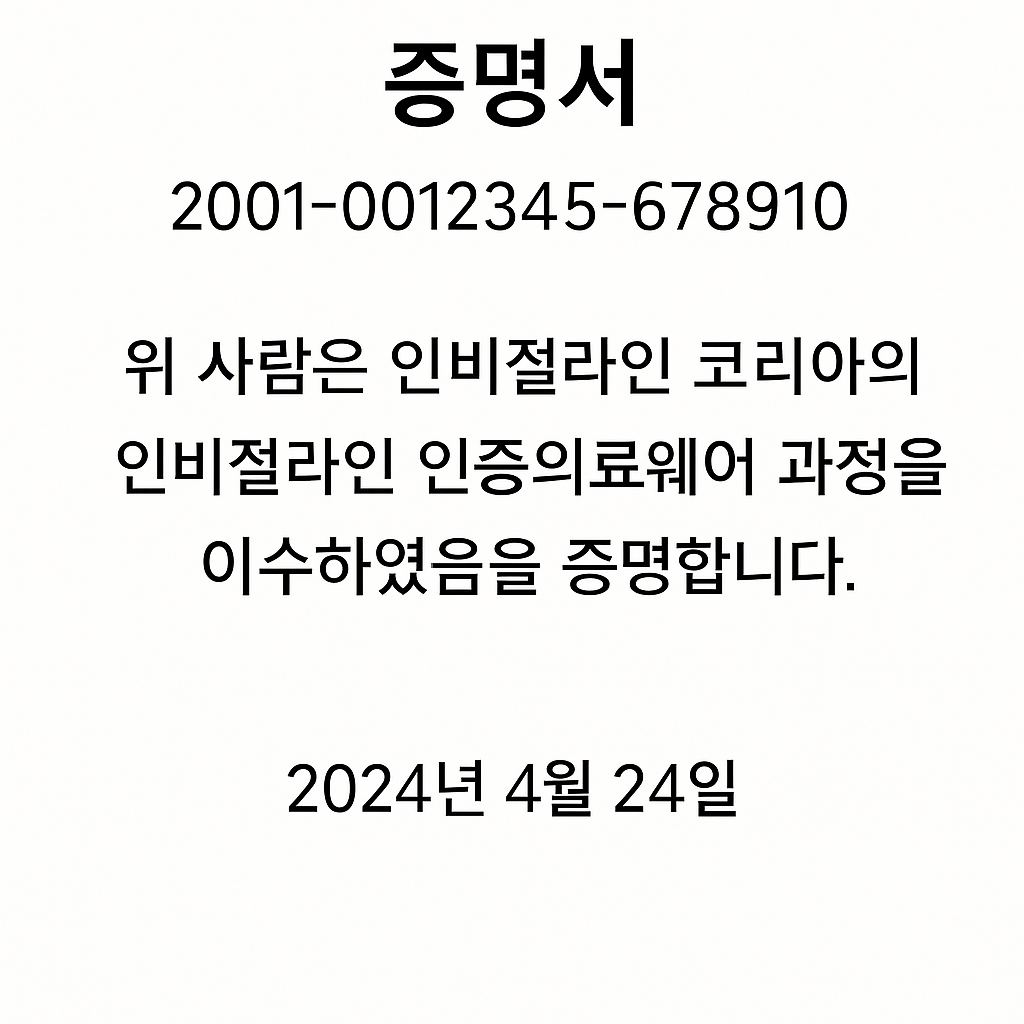 증명서
2001-0012345-678910
위 사람은 인비절라인 코리아의
인비절라인 인증의료웨어 과정을
이수하였음을 증명합니다.
2024년 4월 24일